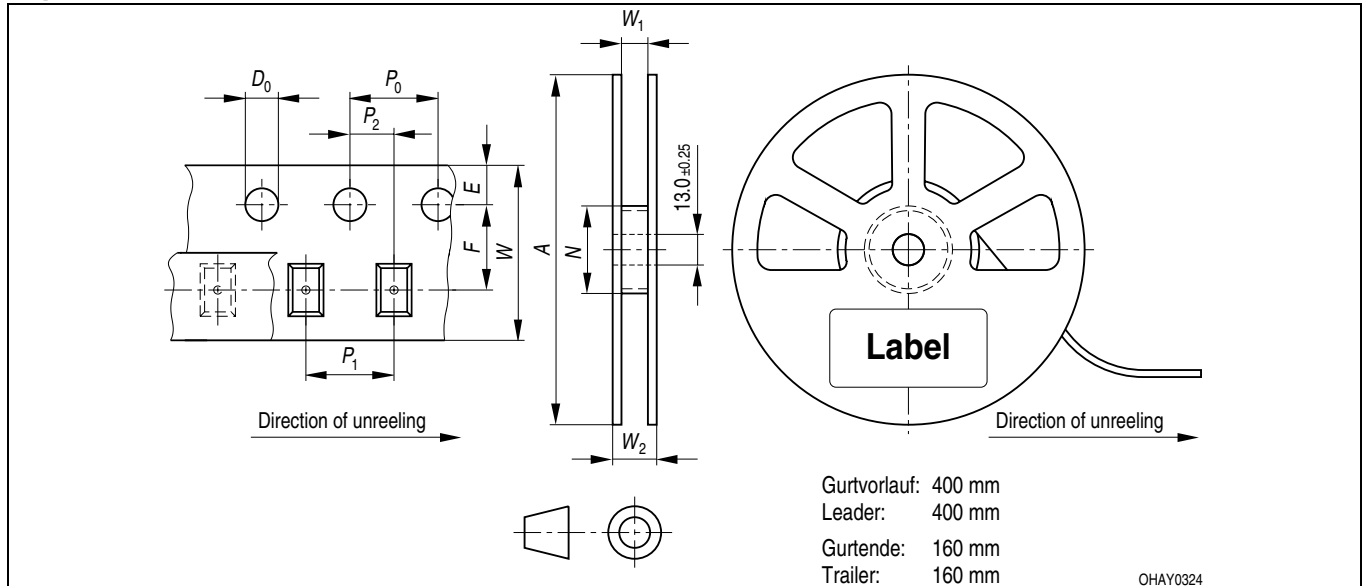 W1
D0
P0
P2
E
F
W
A
N
13.0 ±0.25
Label
P1
W2
Direction of unreeling
Direction of unreeling
Gurtvorlauf: 400 mm
Leader: 400 mm
Gurtende: 160 mm
Trailer: 160 mm
OHAY0324